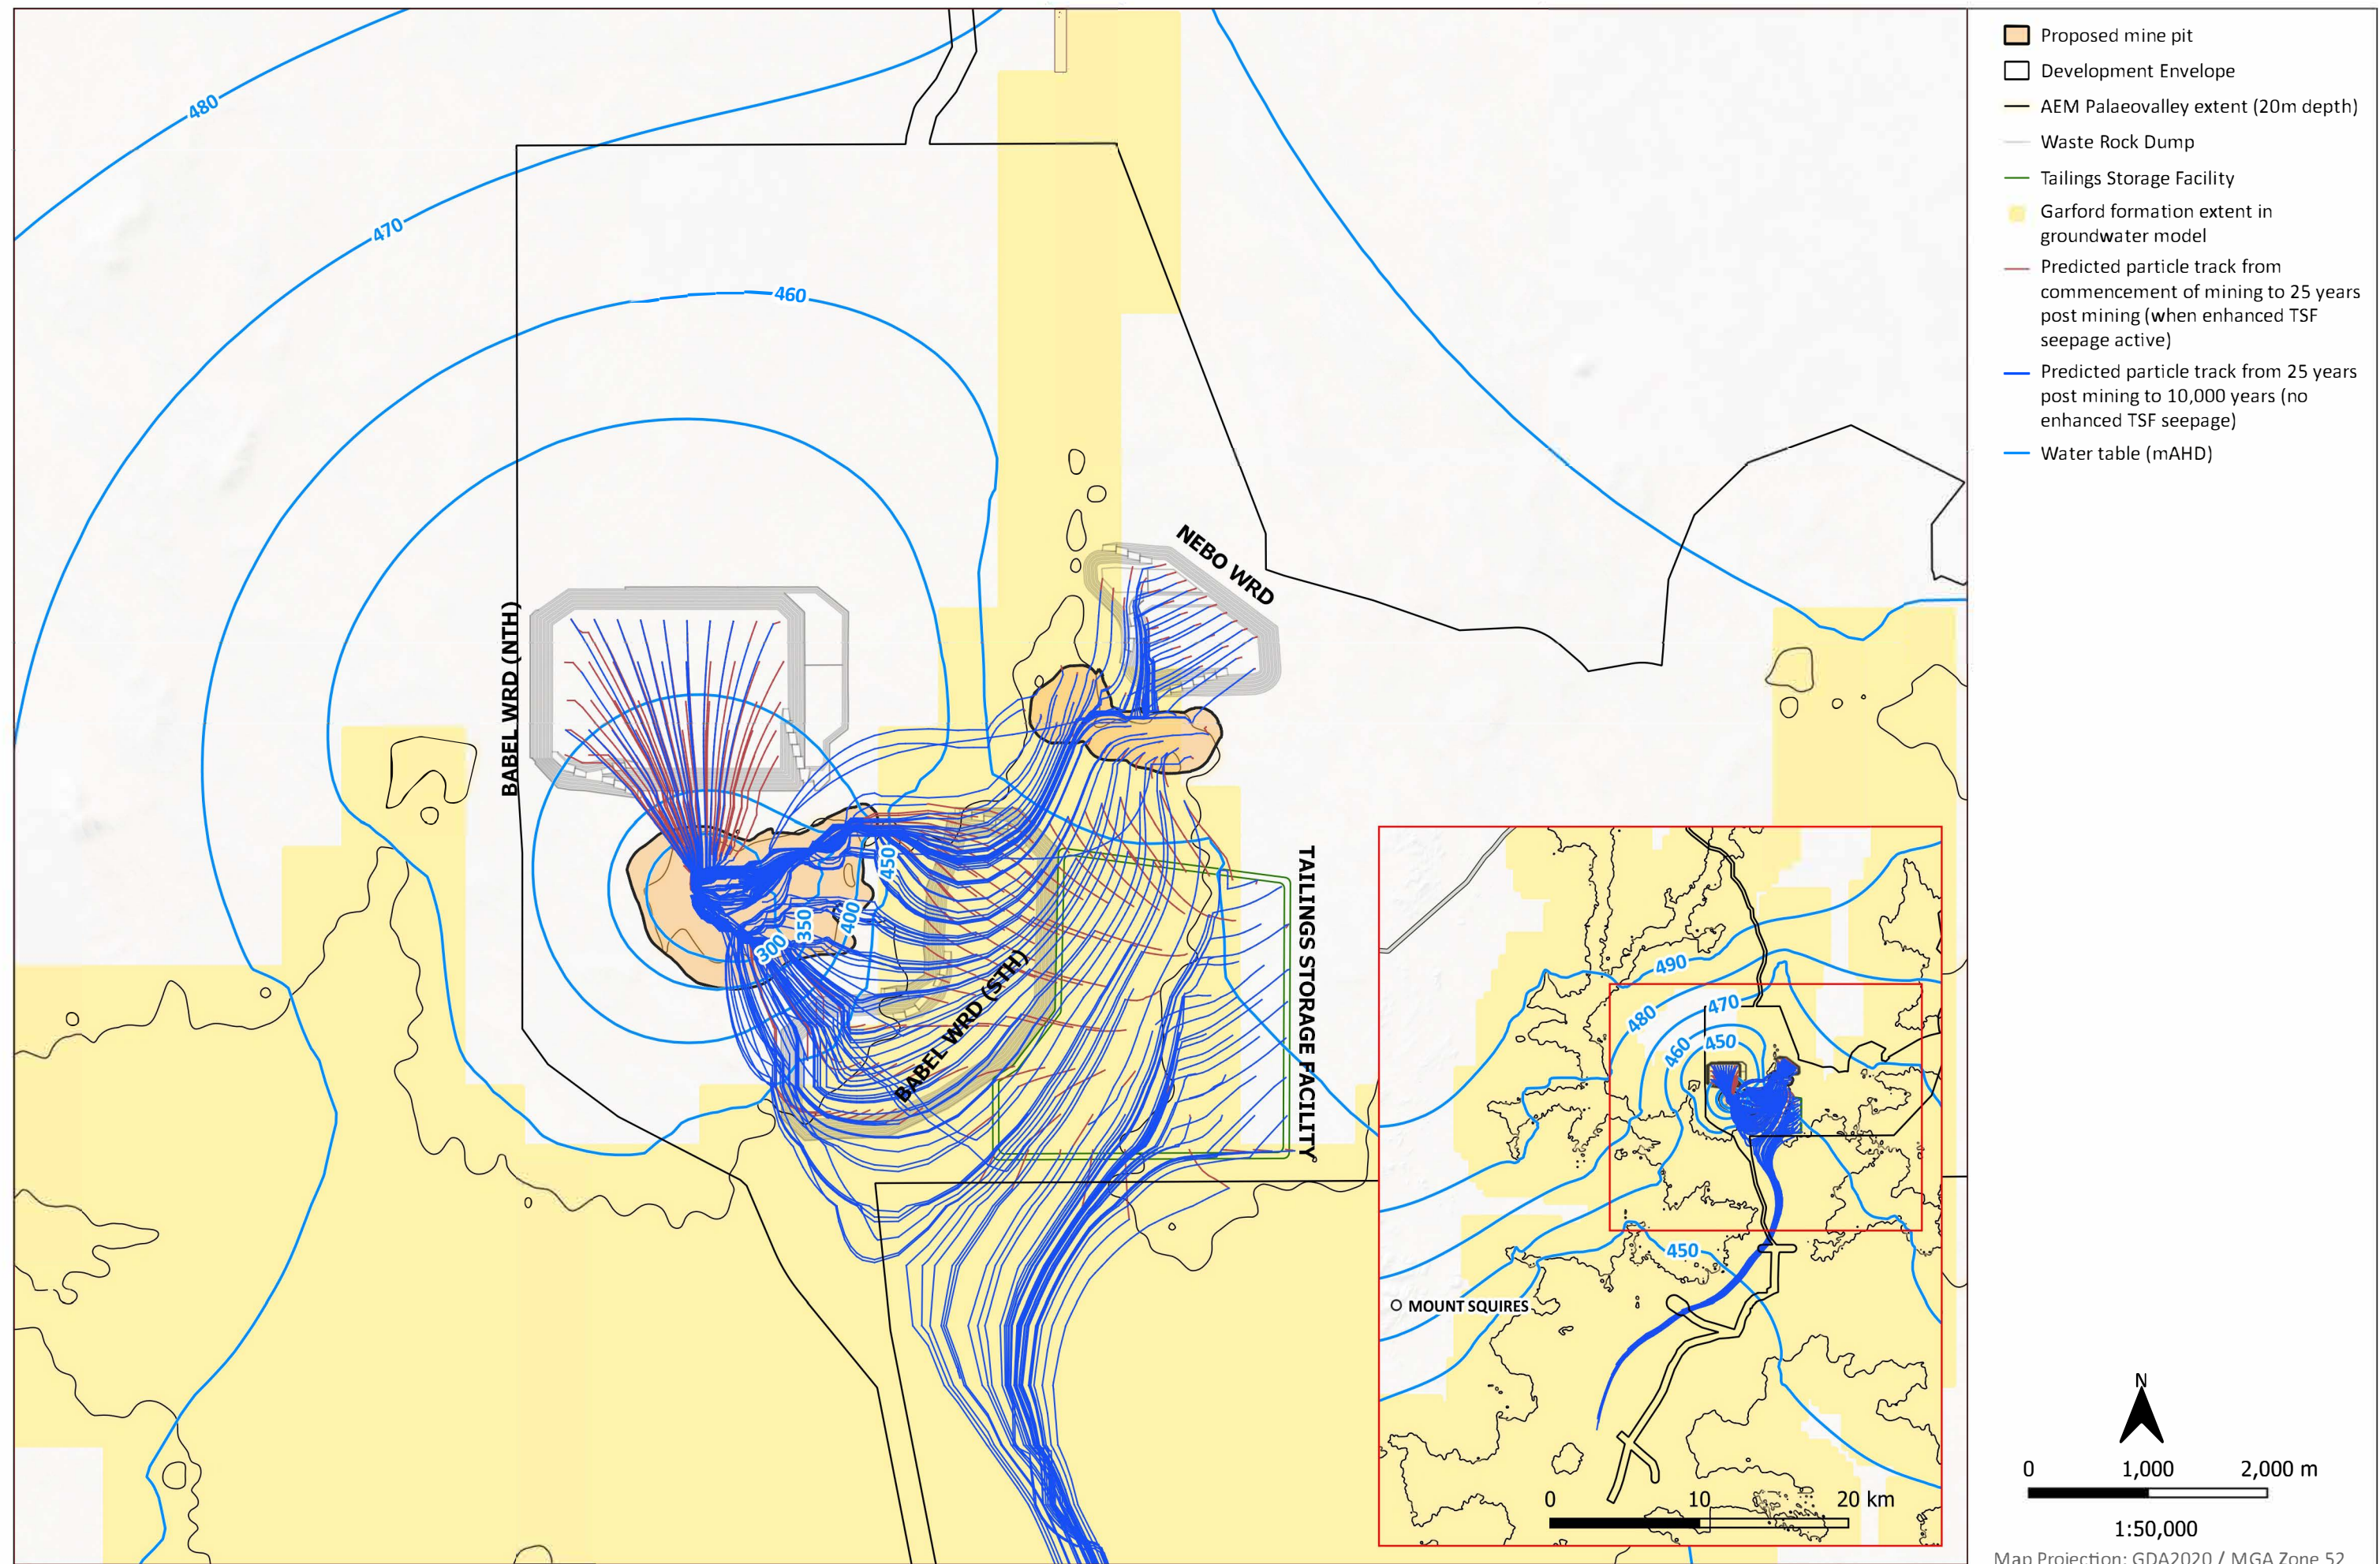 480
470
460
NEBO WRD
BABEL WRD (NTH)
450
400
350
300
BABEL WRD (STH)
TAILINGS STORAGE FACILITY
490
470
480
450
460
450
MOUNT SQUIRES
0 10 20 km
Proposed mine pit
Development Envelope
AEM Palaeovalley extent (20m depth)
Waste Rock Dump
Tailings Storage Facility
Garford formation extent in
groundwater model
Predicted particle track from
commencement of mining to 25 years
post mining (when enhanced TSF
seepage active)
Predicted particle track from 25 years
post mining to 10,000 years (no
enhanced TSF seepage)
Water table (mAHD)
N
0 1,000 2,000 m
1:50,000
Map Projection: GDA2020 / MGA Zone 52